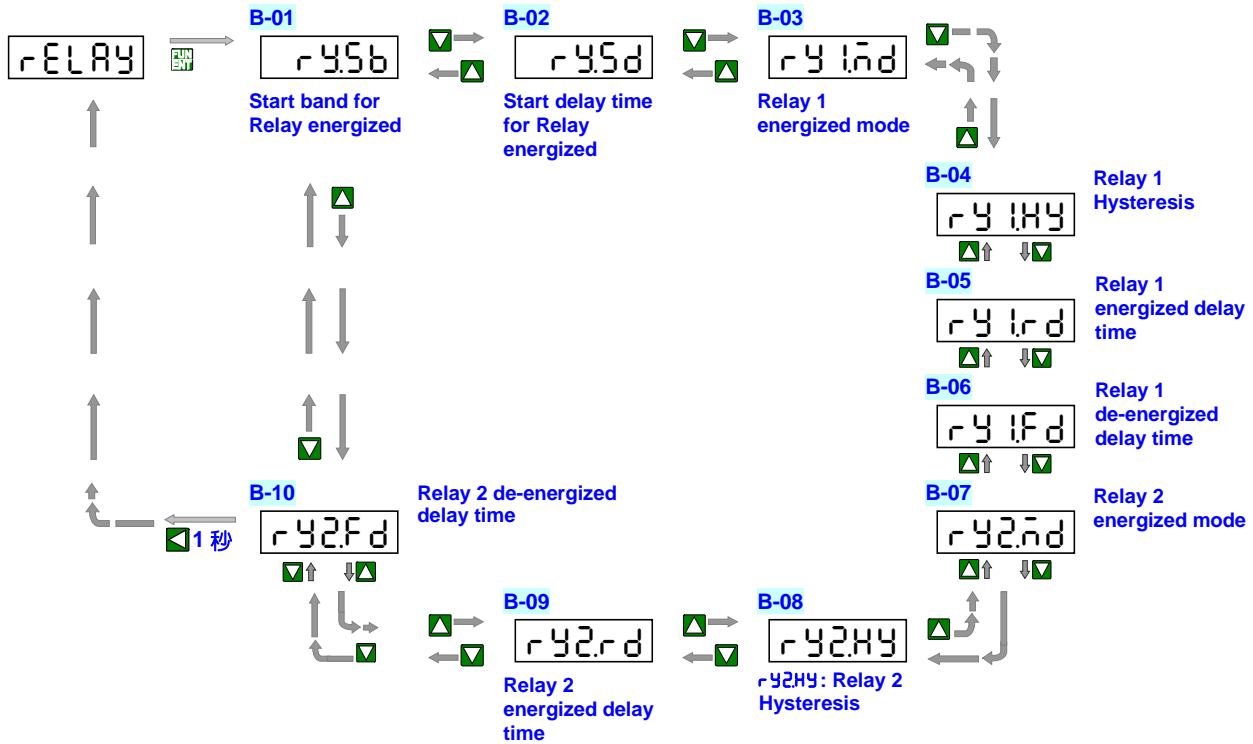 B-01
B-02
B-03
rELAY
FUN
ENT
rY.Sb
rY.Sd
rY1.md
Start band for
Relay energized
Start delay time
for Relay
energized
Relay 1
energized mode
B-04
rY1.HY
Relay 1
Hysteresis
B-05
rY1.rd
Relay 1
energized delay
time
B-06
rY1.Fd
Relay 1
de-energized
delay time
B-07
rY2.md
Relay 2
energized mode
B-10
rY2.Fd
Relay 2 de-energized
delay time
1 秒
B-09
rY2.rd
Relay 2
energized delay
time
B-08
rY2.HY
rY2.HY: Relay 2
Hysteresis